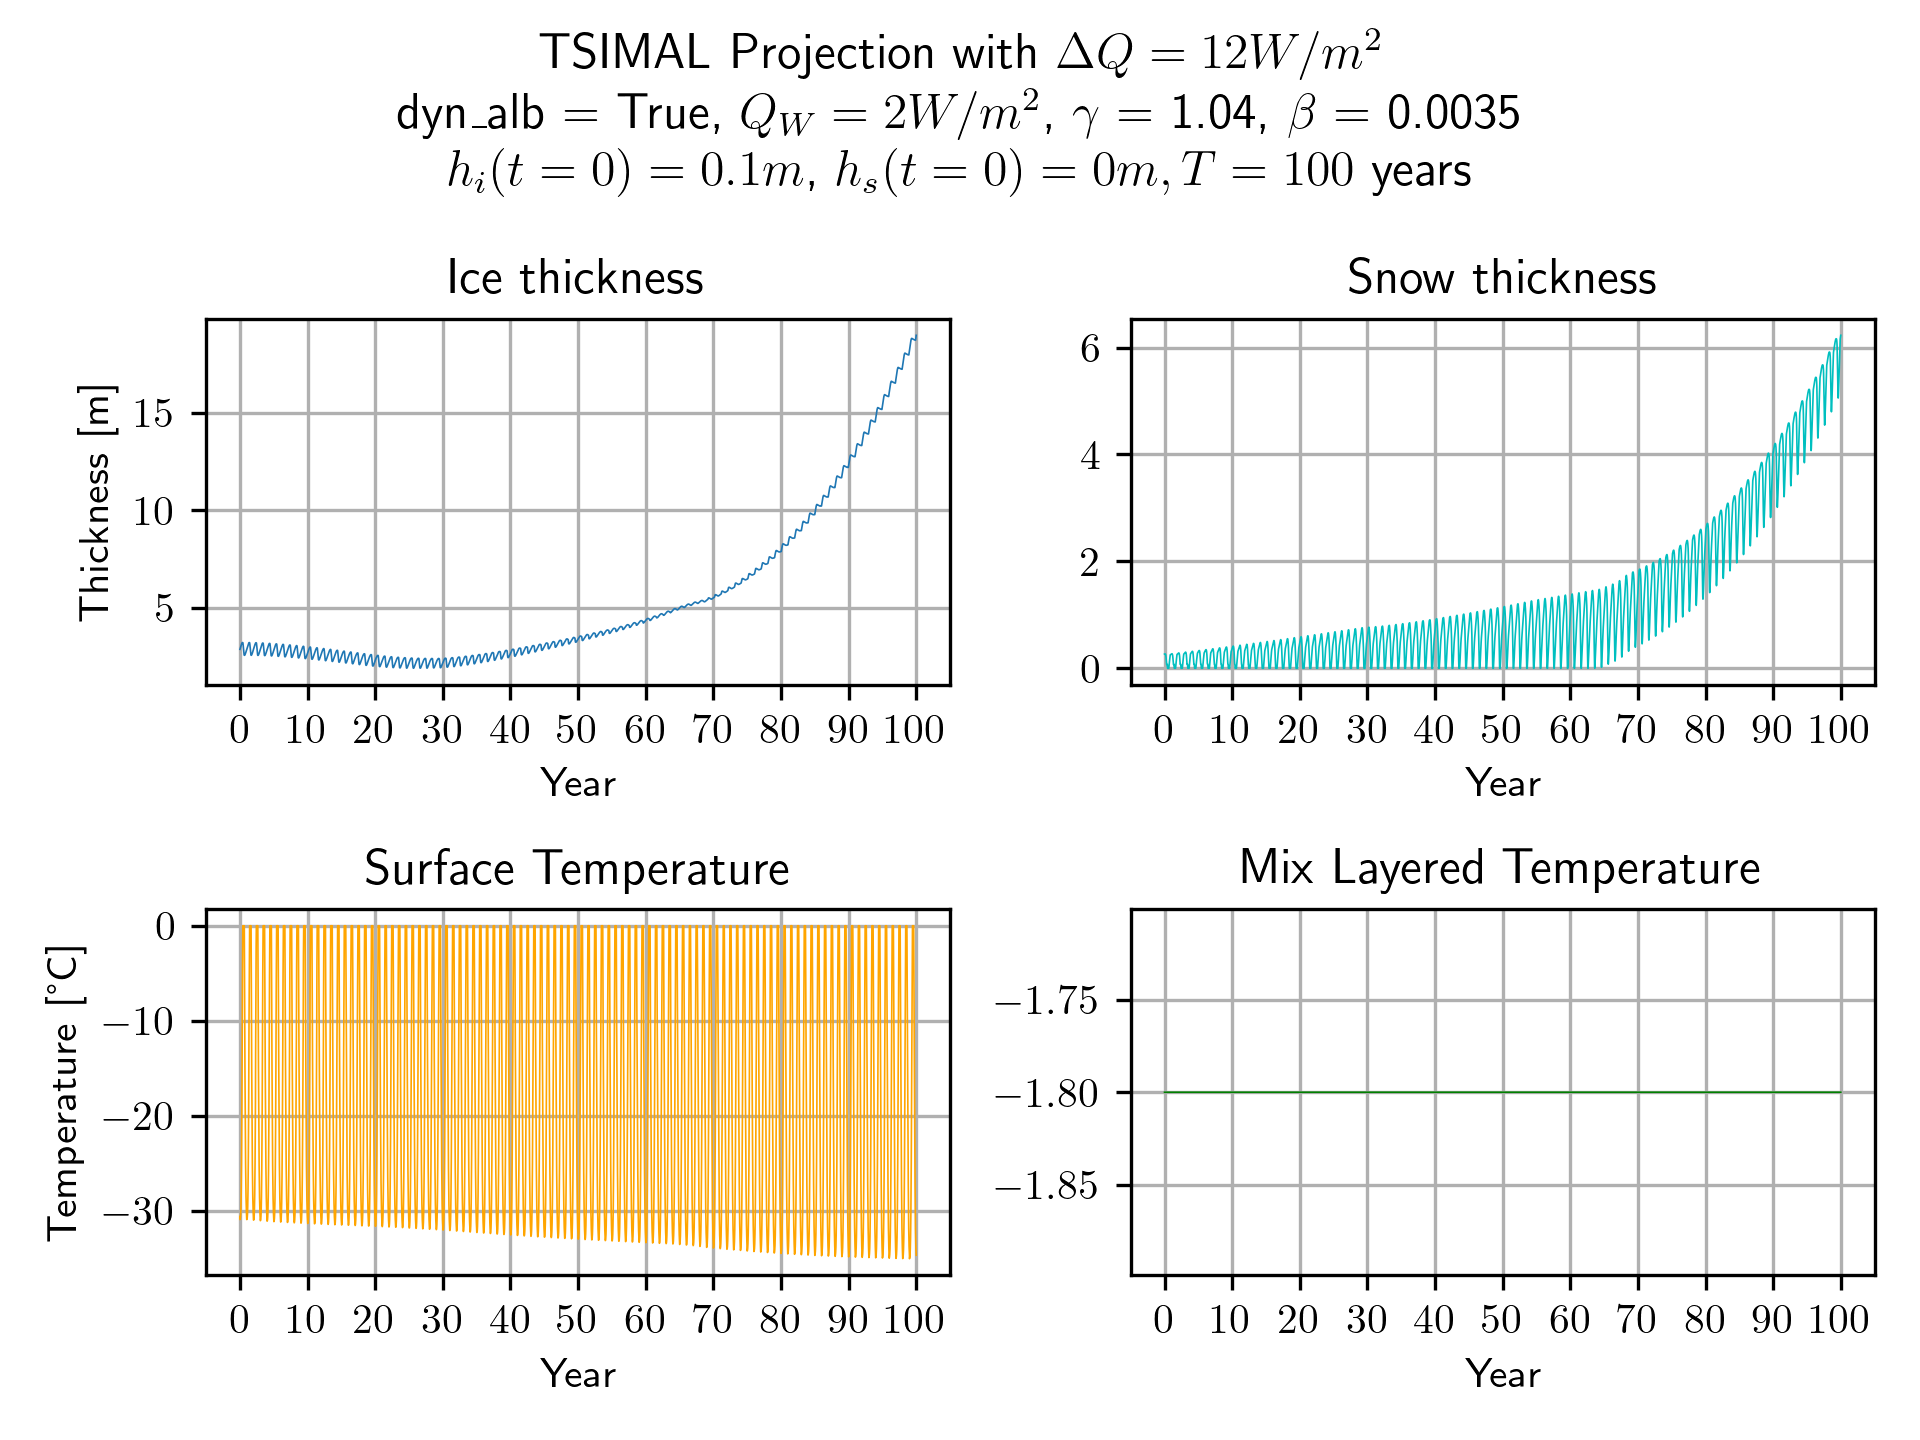 TSIMAL Projection with ΔQ = 12W/m²
dyn_alb = True, Q_W = 2W/m², γ = 1.04, β = 0.0035
h_i(t = 0) = 0.1m, h_s(t = 0) = 0m, T = 100 years
Ice thickness
Thickness [m]
15
10
5
0 10 20 30 40 50 60 70 80 90 100
Year
Snow thickness
6
4
2
0
0 10 20 30 40 50 60 70 80 90 100
Year
Surface Temperature
Temperature [°C]
0
−10
−20
−30
0 10 20 30 40 50 60 70 80 90 100
Year
Mix Layered Temperature
−1.75
−1.80
−1.85
0 10 20 30 40 50 60 70 80 90 100
Year